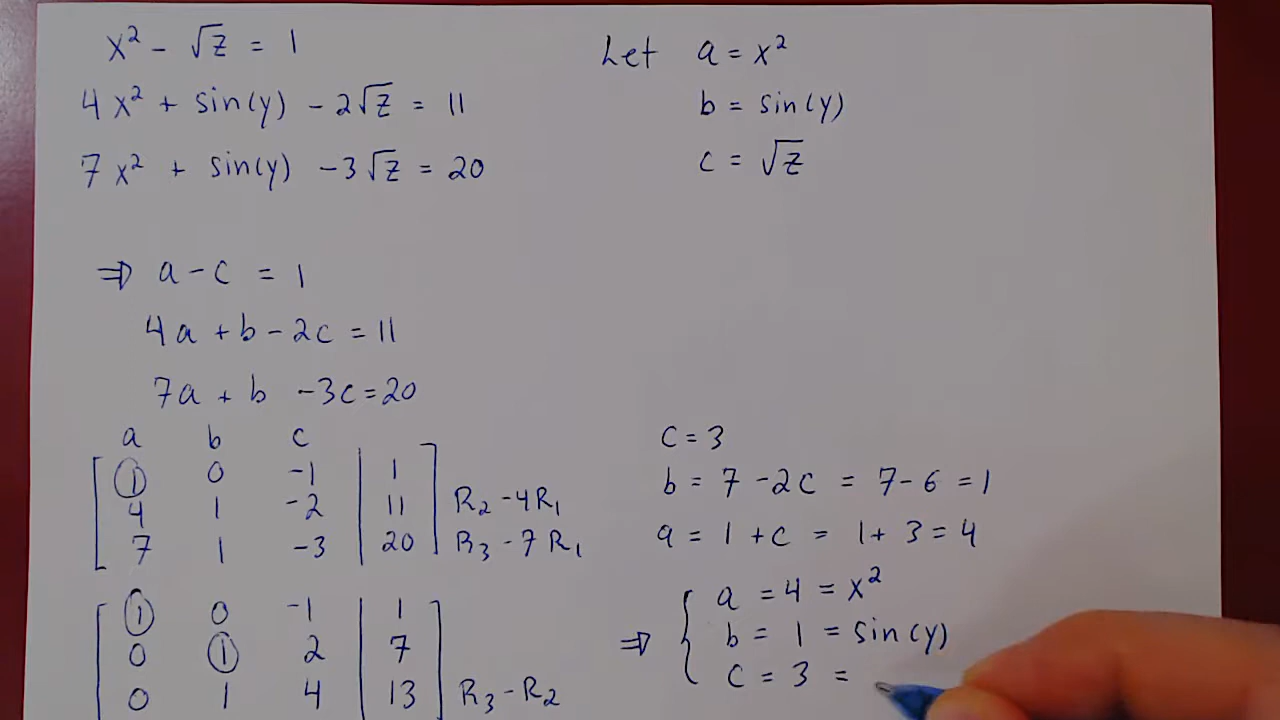 x² - √z = 1
4x² + sin(y) - 2√z = 11
7x² + sin(y) - 3√z = 20
Let a = x²
b = sin(y)
c = √z
⇒ a - c = 1
4a + b - 2c = 11
7a + b - 3c = 20
a b c
1 0 -1 | 1
4 1 -2 | 11 R₂ - 4R₁
7 1 -3 | 20 R₃ - 7R₁
1 0 -1 | 1
0 1 2 | 7
0 1 4 | 13 R₃ - R₂
c = 3
b = 7 - 2c = 7 - 6 = 1
a = 1 + c = 1 + 3 = 4
⇒ { a = 4 = x²
b = 1 = sin(y)
c = 3 =